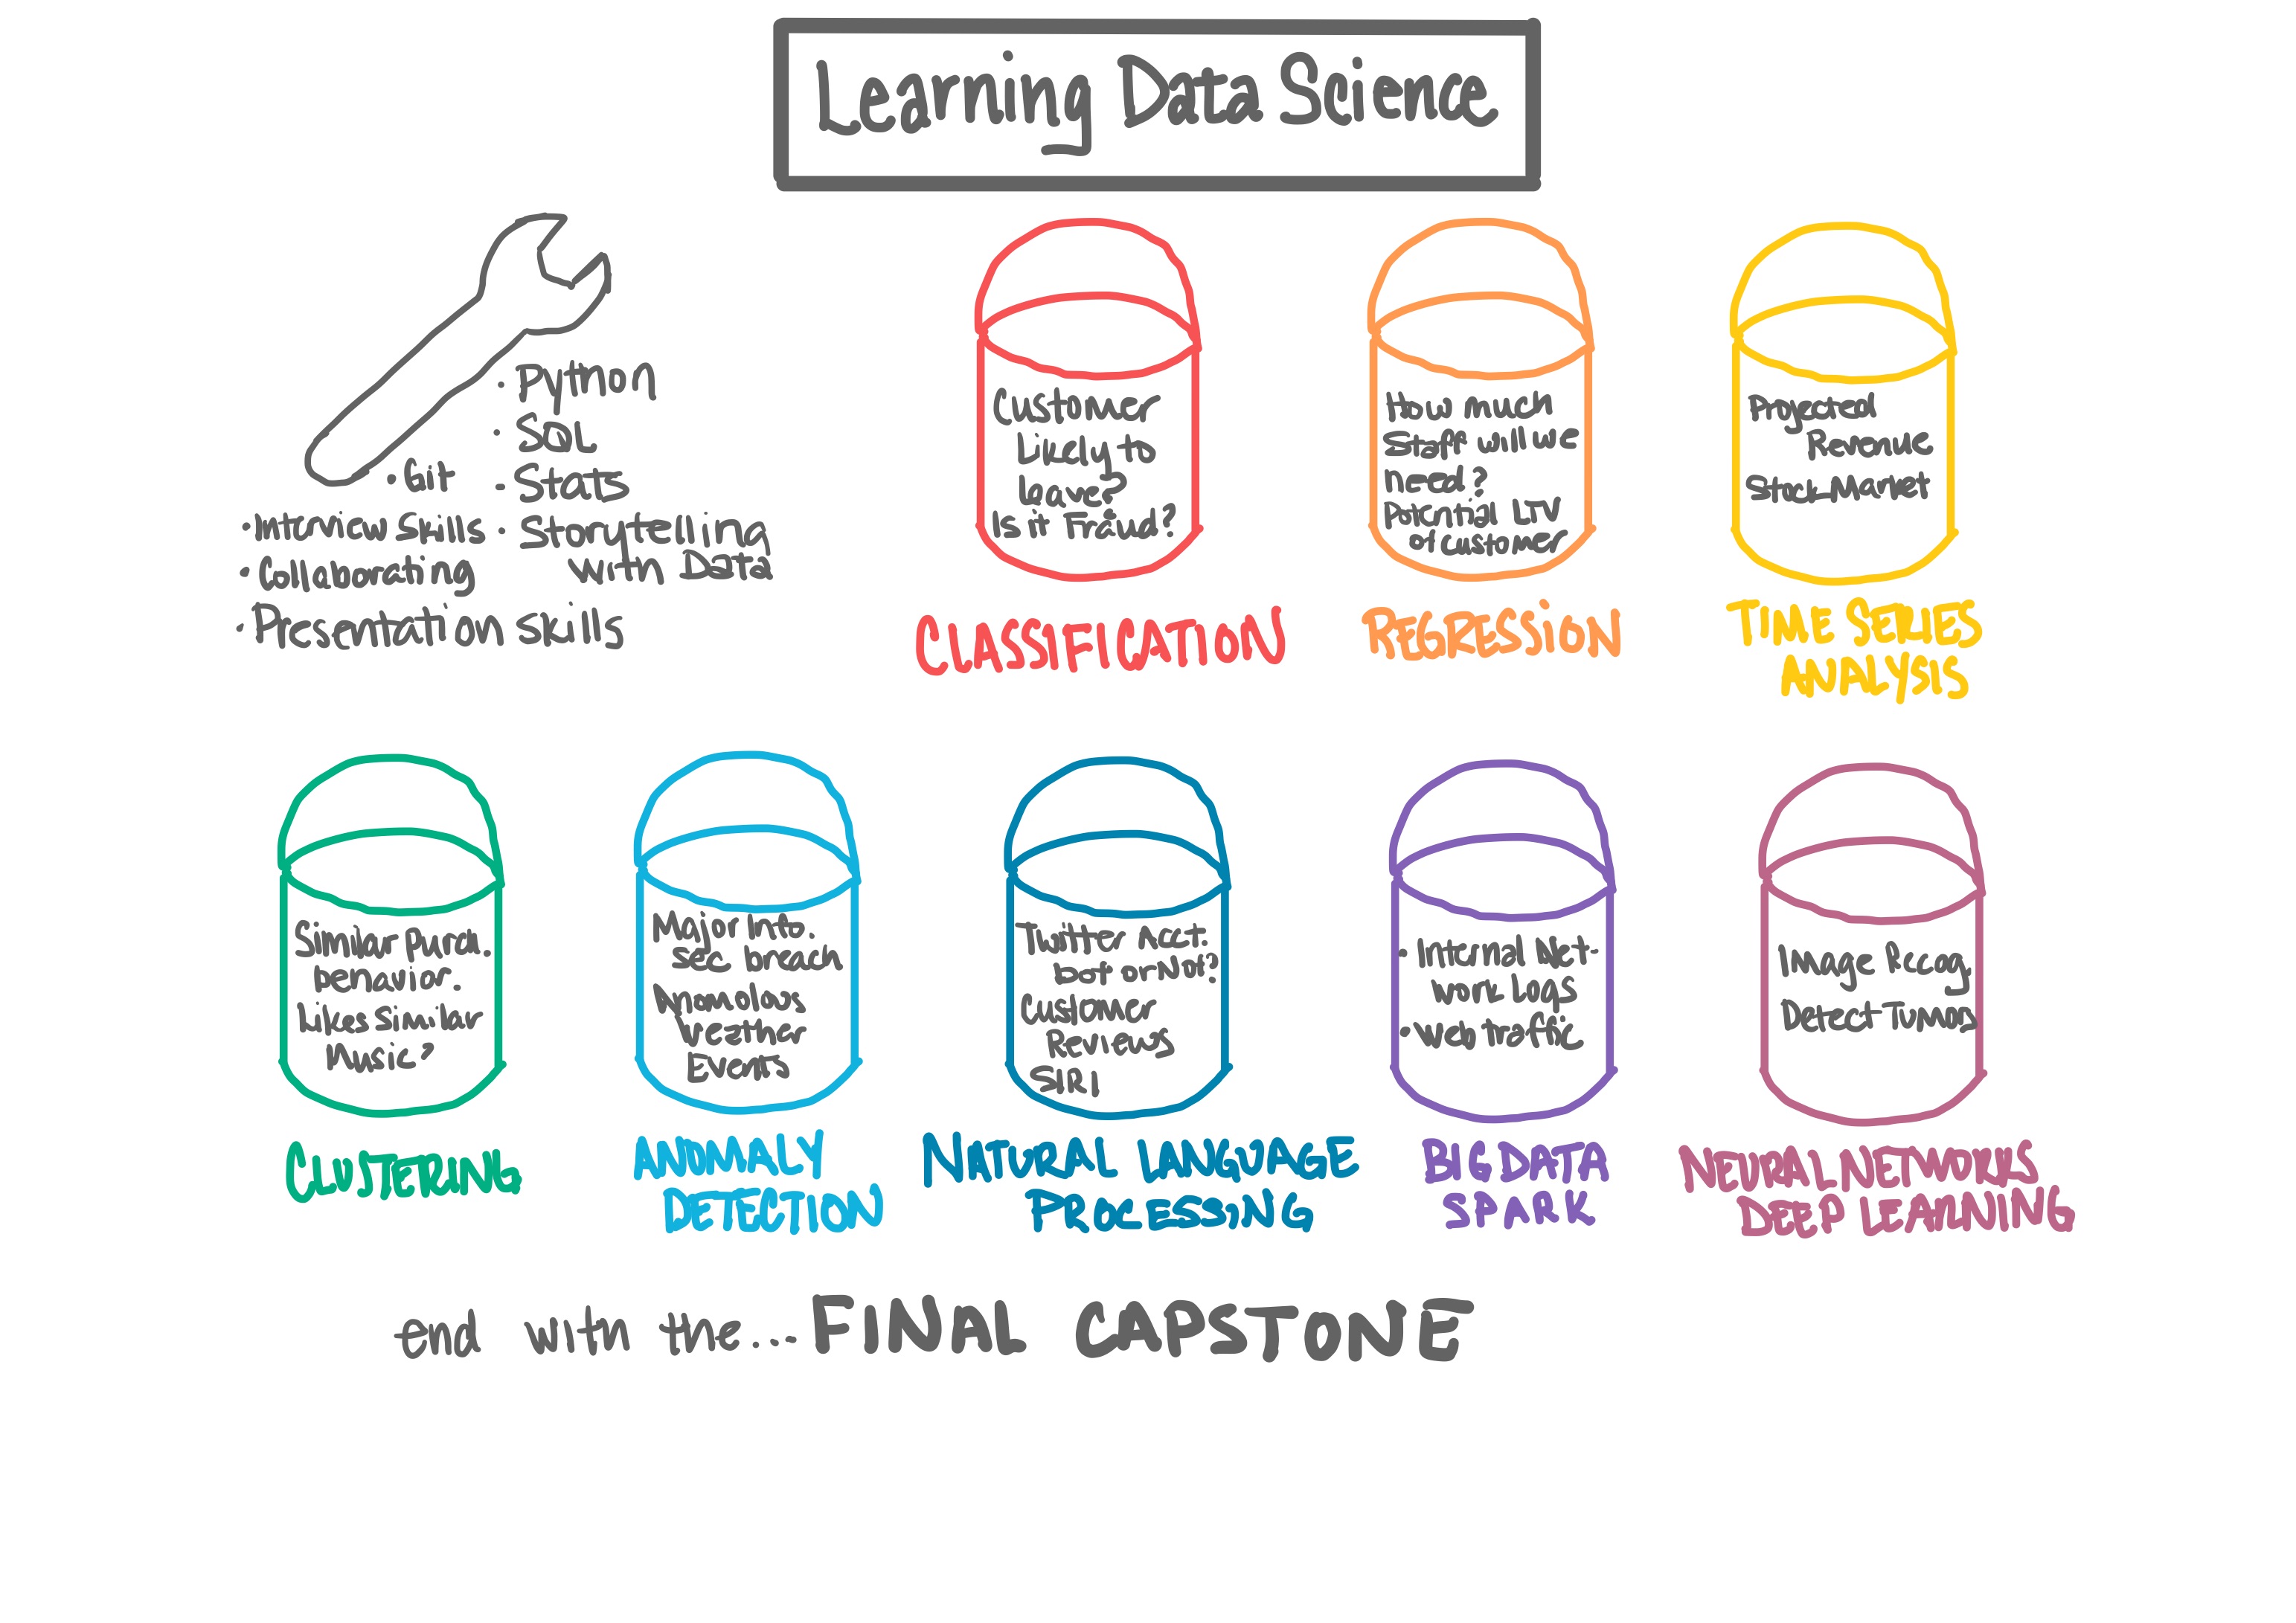 Learning Data Science
· Python
· SQL
· Git
· Stats
· Interview Skills
· Storytelling
with Data
· Collaborating
· Presentation skills
Customer
Likely to
Leave?
Is it Fraud?
CLASSIFICATION
How much
Staff will we
need?
Potential LTV
of customer
REGRESSION
Projected
Revenue
Stock Market
TIME SERIES
ANALYSIS
Similar purch.
behavior.
Likes Similar
Music?
CLUSTERING
Major Info.
Sec breach
Anomolous
Weather
Events
ANOMALY
DETECTION
Twitter Acct.
bot or Not?
Customer
Reviews
SIRI
NATURAL LANGUAGE
PROCESSING
· Internal Net-
work Logs
· Web traffic
BIG DATA
SPARK
Image Recog.
Detect Tumors
NEURAL NETWORKS
DEEP LEARNING
end with the... FINAL CAPSTONE